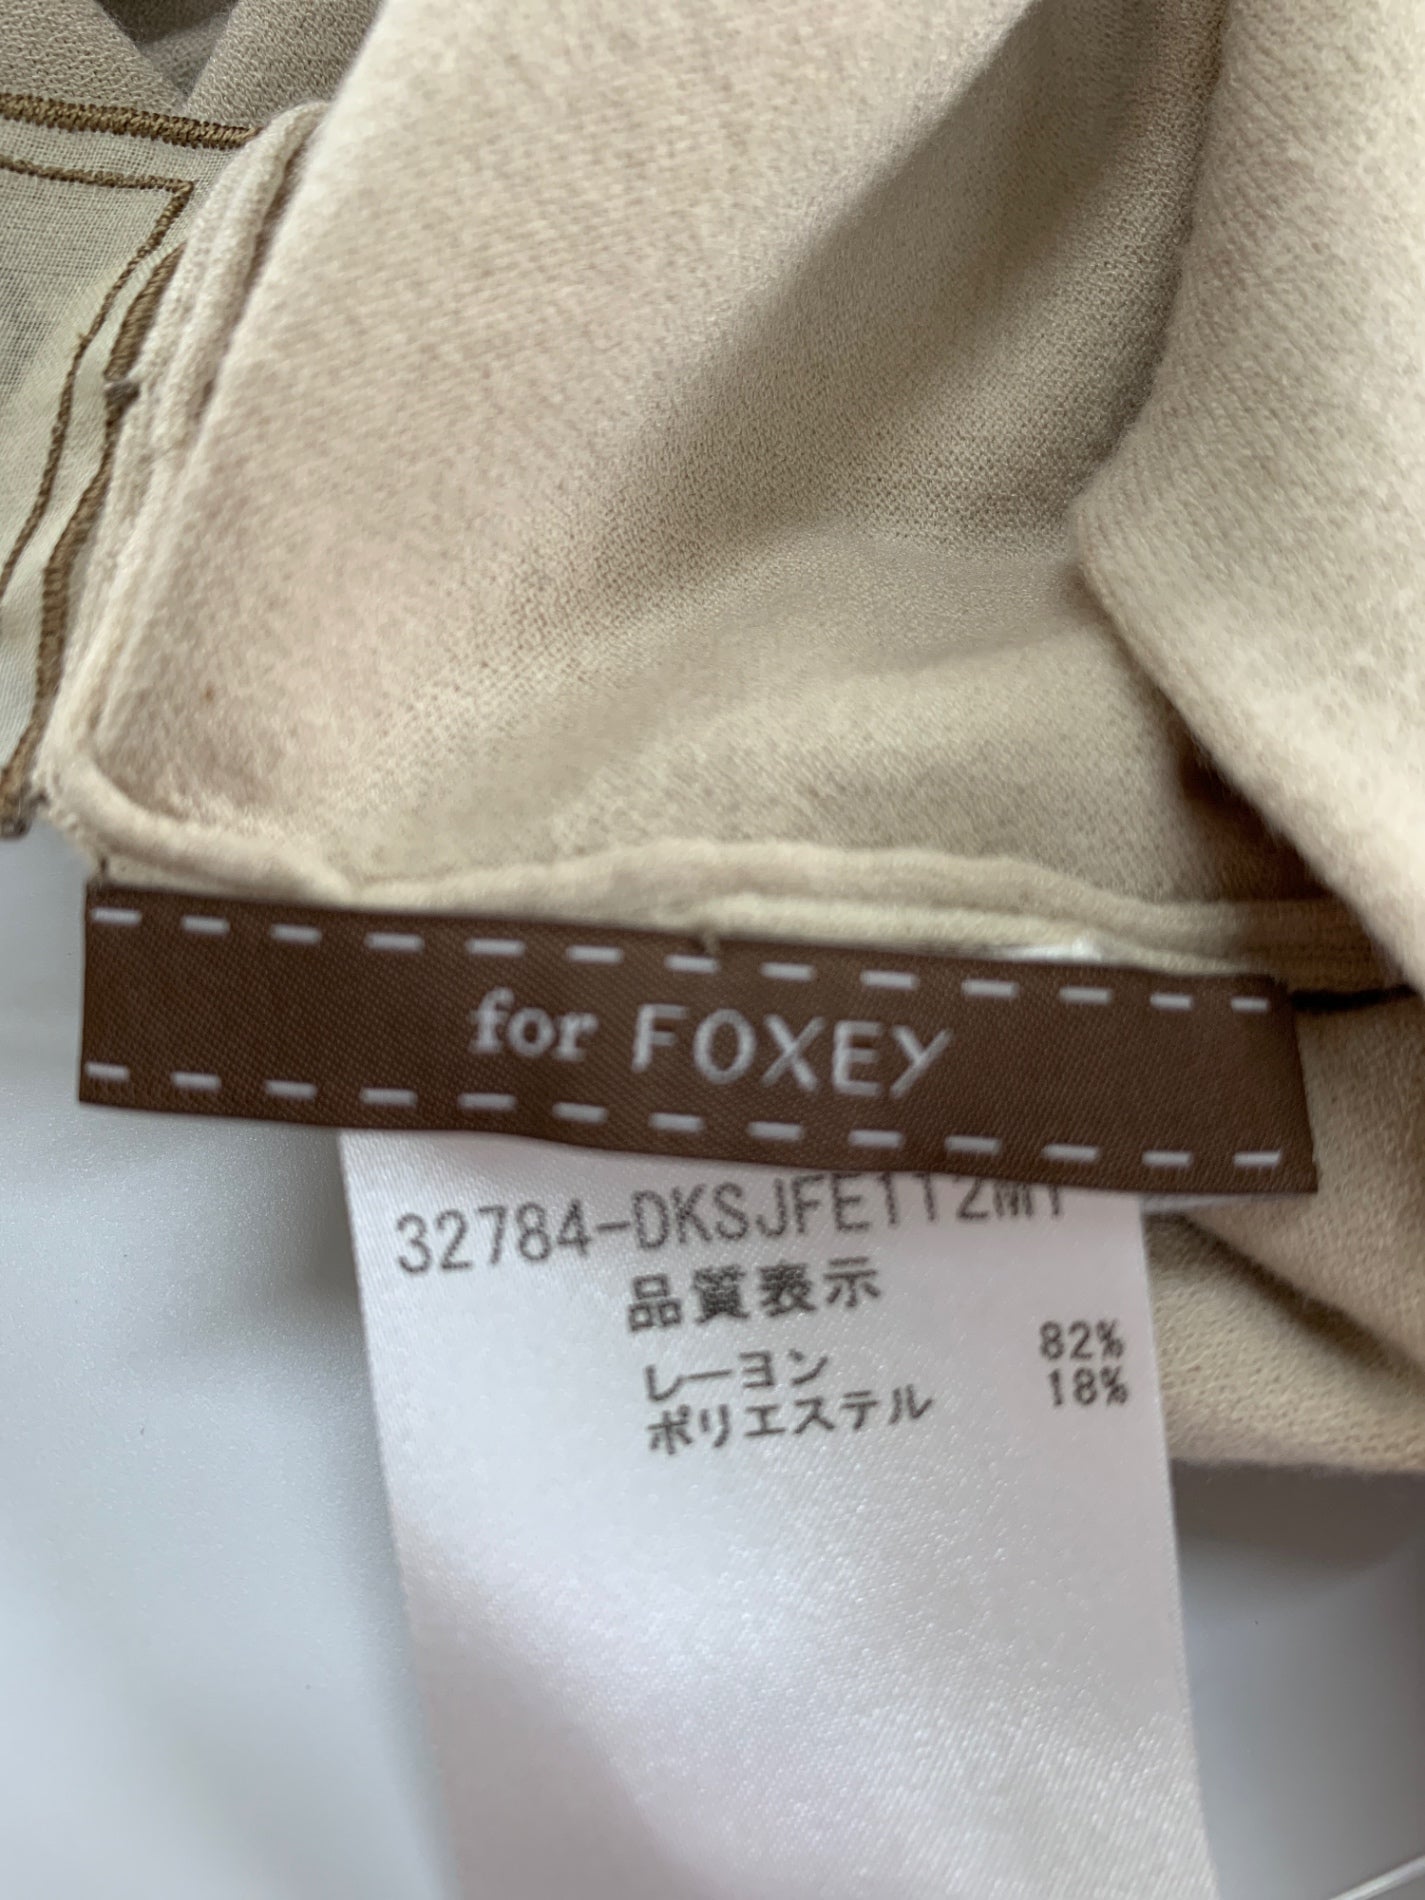 for FOXEY
32784-DKSJFE112M1
品質表示
レーヨン 82%
ポリエステル 18%